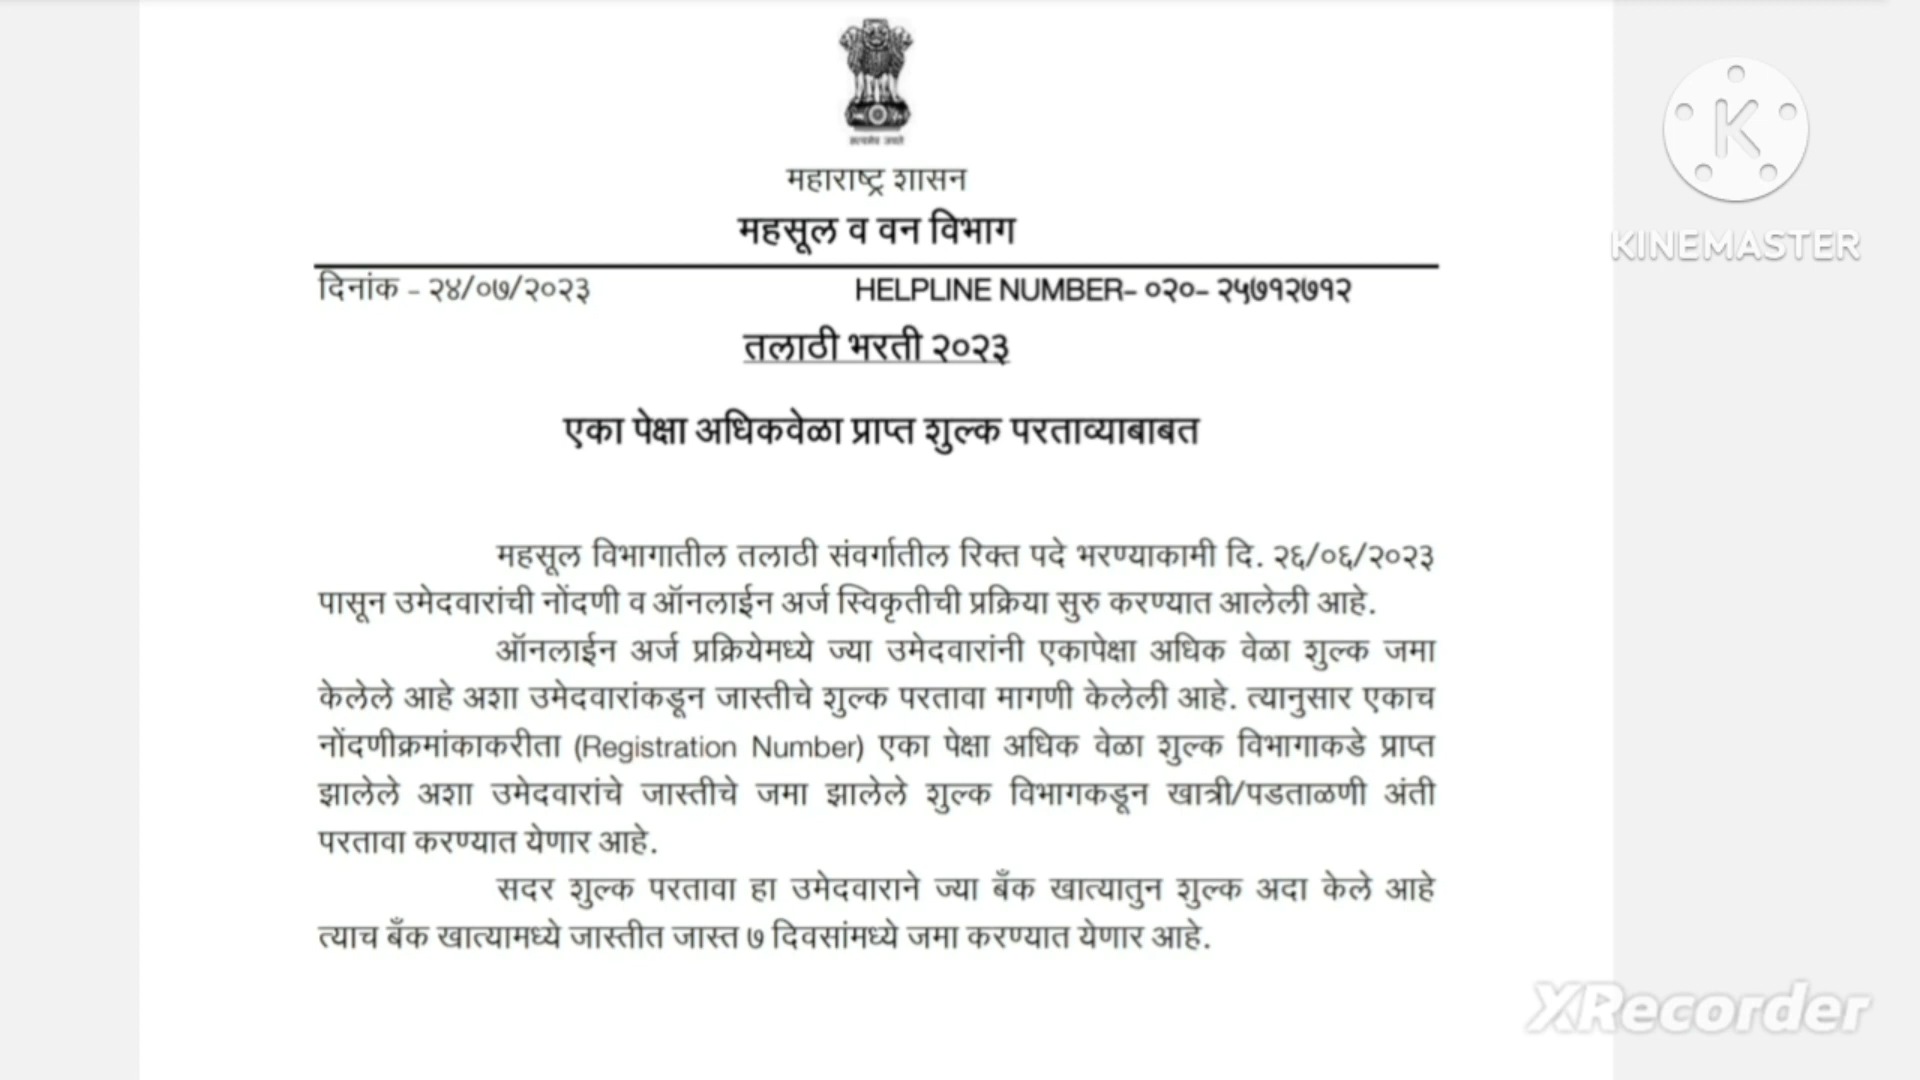 सत्यमेव जयते
महाराष्ट्र शासन
महसूल व वन विभाग
दिनांक - २४/०७/२०२३ HELPLINE NUMBER- ०२०- २५७१२७१२
तलाठी भरती २०२३
एका पेक्षा अधिकवेळा प्राप्त शुल्क परताव्याबाबत
महसूल विभागातील तलाठी संवर्गातील रिक्त पदे भरण्याकामी दि. २६/०६/२०२३
पासून उमेदवारांची नोंदणी व ऑनलाईन अर्ज स्विकृतीची प्रक्रिया सुरु करण्यात आलेली आहे.
ऑनलाईन अर्ज प्रक्रियेमध्ये ज्या उमेदवारांनी एकापेक्षा अधिक वेळा शुल्क जमा
केलेले आहे अशा उमेदवारांकडून जास्तीचे शुल्क परतावा मागणी केलेली आहे. त्यानुसार एकाच
नोंदणीक्रमांकाकरीता (Registration Number) एका पेक्षा अधिक वेळा शुल्क विभागाकडे प्राप्त
झालेले अशा उमेदवारांचे जास्तीचे जमा झालेले शुल्क विभागकडून खात्री/पडताळणी अंती
परतावा करण्यात येणार आहे.
सदर शुल्क परतावा हा उमेदवाराने ज्या बँक खात्यातुन शुल्क अदा केले आहे
त्याच बँक खात्यामध्ये जास्तीत जास्त ७ दिवसांमध्ये जमा करण्यात येणार आहे.
K
KINEMASTER
XRecorder